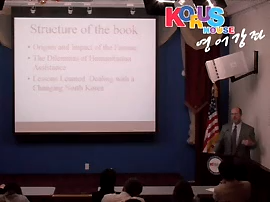 Structure of the book
• Origins and Impact of the Famine
• The Dilemmas of Humanitarian
Assistance
• Lessons Learned: Dealing with a
Changing North Korea
KORUS
HOUSE
영어강좌